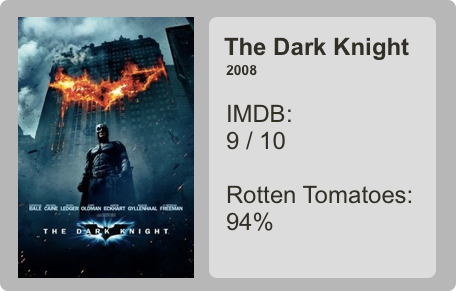 BALE CAINE LEDGER OLDMAN ECKHART GYLLENHAAL FREEMAN
THE DARK KNIGHT
The Dark Knight
2008
IMDB:
9 / 10
Rotten Tomatoes:
94%